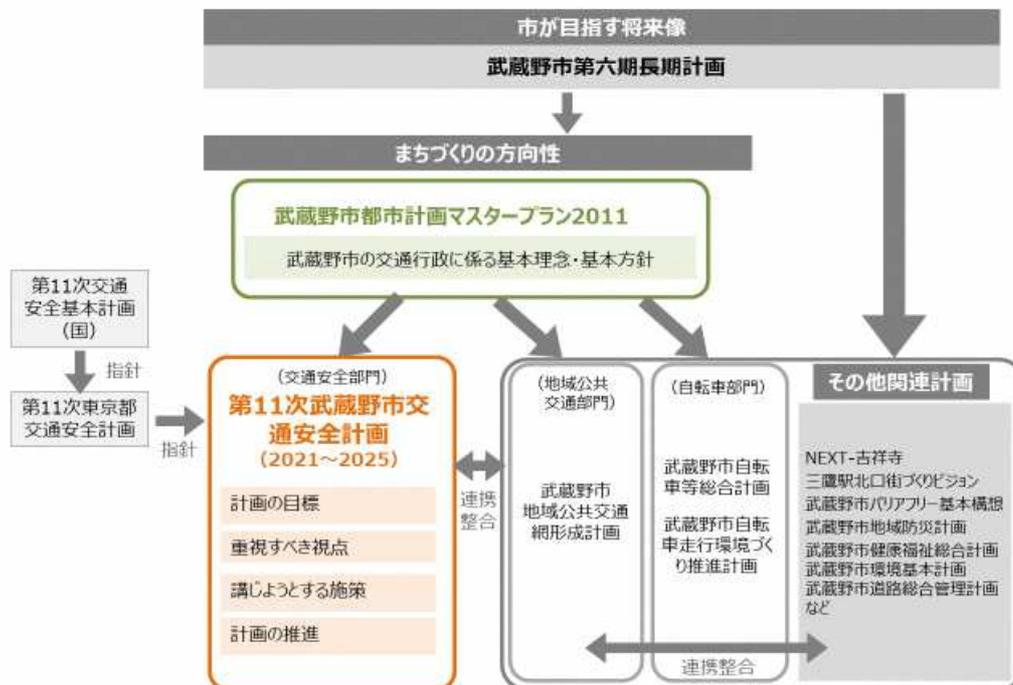 市が目指す将来像
武蔵野市第六期長期計画
まちづくりの方向性
武蔵野市都市計画マスタープラン2011
武蔵野市の交通行政に係る基本理念・基本方針
第11次交通
安全基本計画
(国)
指針
第11次東京都
交通安全計画
指針
(交通安全部門)
第11次武蔵野市交
通安全計画
(2021～2025)
計画の目標
重視すべき視点
講じようとする施策
計画の推進
連携
整合
(地域公共
交通部門)
武蔵野市
地域公共交通
網形成計画
(自転車部門)
武蔵野市自転
車等総合計画
武蔵野市自転
車走行環境づく
り推進計画
その他関連計画
NEXT-吉祥寺
三鷹駅北口街づくりビジョン
武蔵野市バリアフリー基本構想
武蔵野市地域防災計画
武蔵野市健康福祉総合計画
武蔵野市環境基本計画
武蔵野市道路総合管理計画
など
連携整合